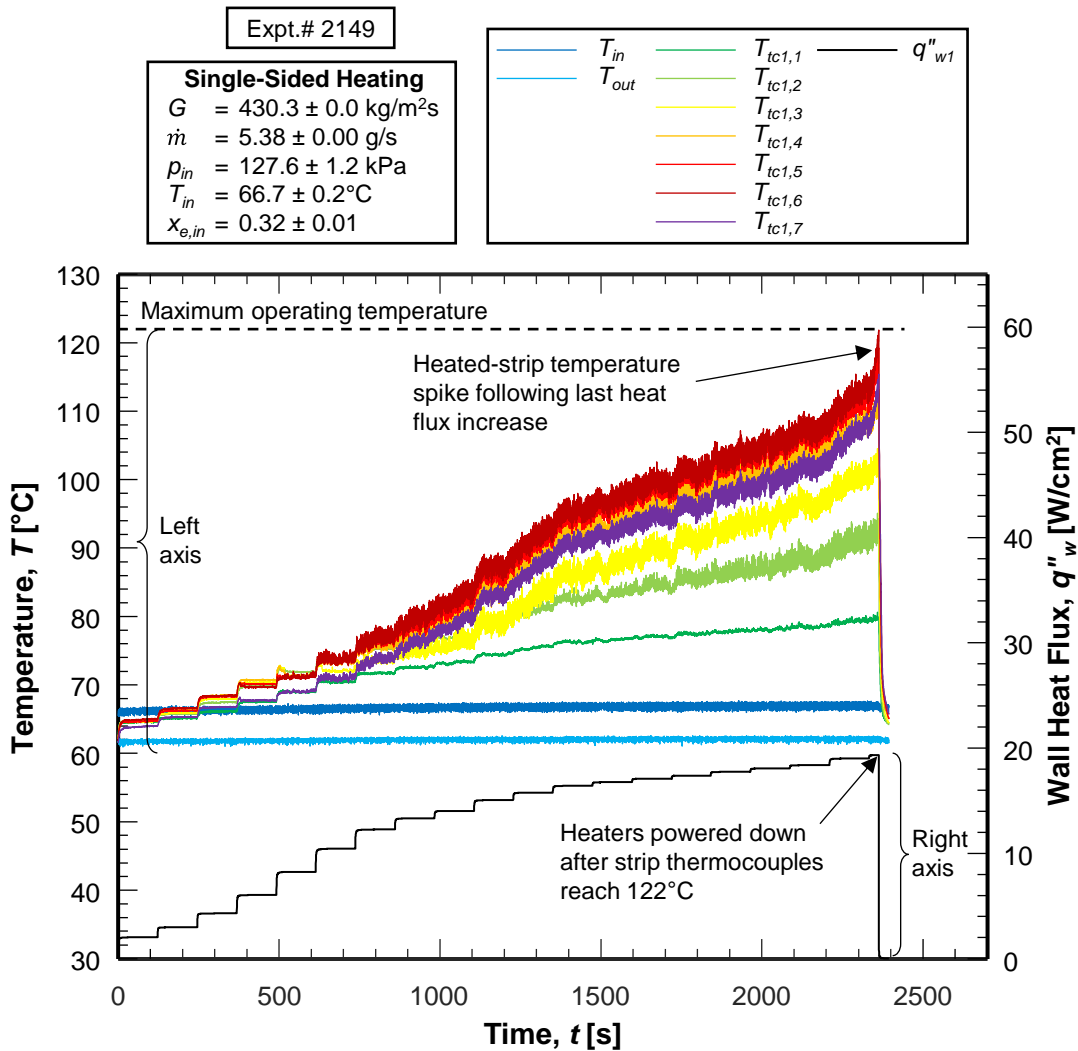 Expt.# 2149
Single-Sided Heating
G = 430.3 ± 0.0 kg/m²s
ṁ = 5.38 ± 0.00 g/s
p_in = 127.6 ± 1.2 kPa
T_in = 66.7 ± 0.2°C
x_e,in = 0.32 ± 0.01
T_in
T_out
T_tc1,1
T_tc1,2
T_tc1,3
T_tc1,4
T_tc1,5
T_tc1,6
T_tc1,7
q"_w1
Temperature, T [°C]
130
120
110
100
90
80
70
60
50
40
30
Maximum operating temperature
Heated-strip temperature
spike following last heat
flux increase
Left
axis
Heaters powered down
after strip thermocouples
reach 122°C
Right
axis
60
50
40
30
20
10
0
Wall Heat Flux, q"_w [W/cm²]
0
500
1000
1500
2000
2500
Time, t [s]